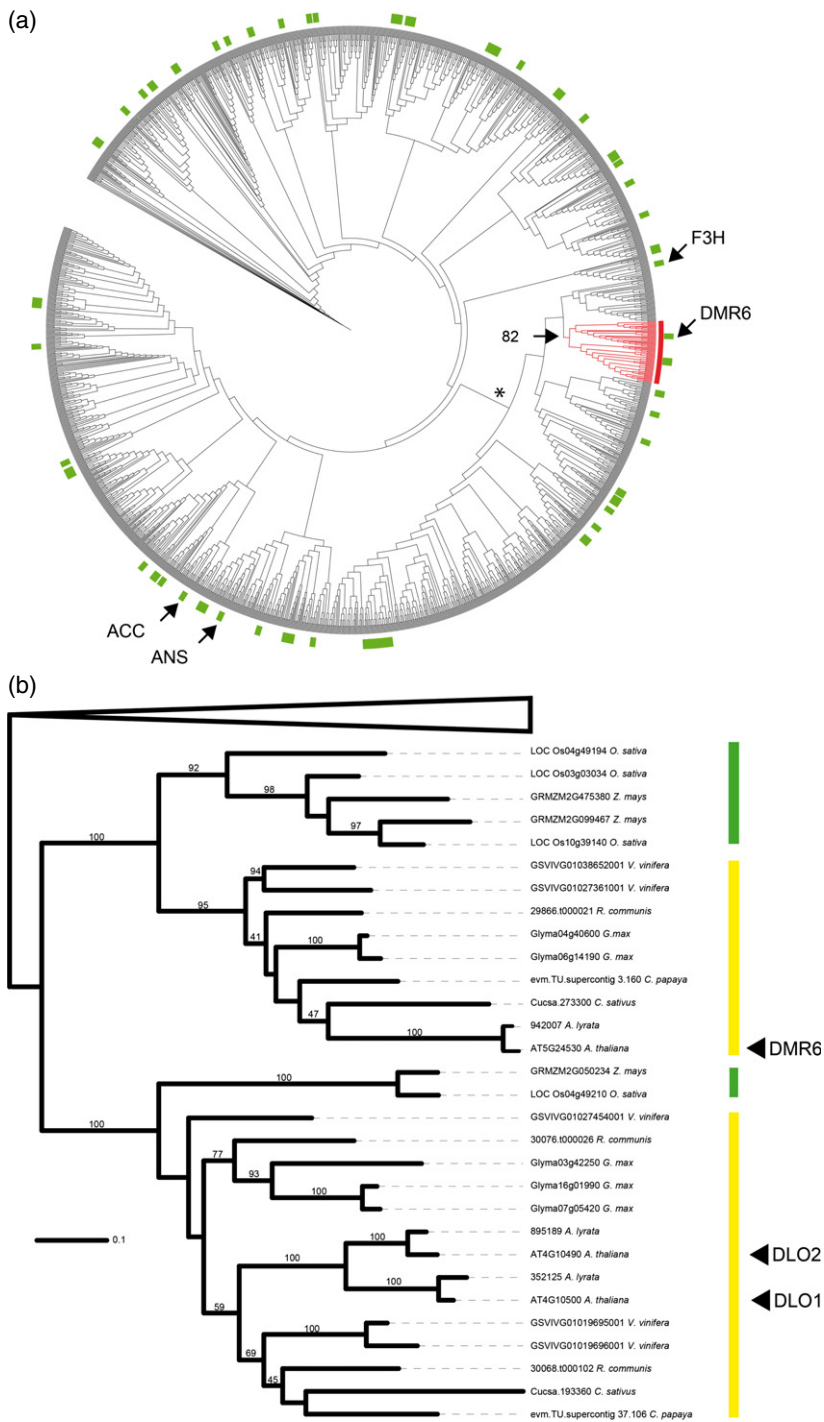 (a)
F3H
DMR6
82
*
ACC
ANS
(b)
LOC Os04g49194 O. sativa
92
LOC Os03g03034 O. sativa
98
GRMZM2G475380 Z. mays
GRMZM2G099467 Z. mays
97
100
LOC Os10g39140 O. sativa
GSVIVG01038652001 V. vinifera
94
GSVIVG01027361001 V. vinifera
95
29866.t000021 R. communis
41
Glyma04g40600 G.max
100
Glyma06g14190 G. max
evm.TU.supercontig 3.160 C. papaya
Cucsa.273300 C. sativus
47
942007 A. lyrata
100
AT5G24530 A. thaliana
DMR6
GRMZM2G050234 Z. mays
100
LOC Os04g49210 O. sativa
GSVIVG01027454001 V. vinifera
100
30076.t000026 R. communis
77
Glyma03g42250 G. max
93
Glyma16g01990 G. max
100
Glyma07g05420 G. max
895189 A. lyrata
0.1
100
AT4G10490 A. thaliana
DLO2
100
352125 A. lyrata
100
AT4G10500 A. thaliana
DLO1
59
GSVIVG01019695001 V. vinifera
100
GSVIVG01019696001 V. vinifera
69
30068.t000102 R. communis
45
Cucsa.193360 C. sativus
evm.TU.supercontig 37.106 C. papaya